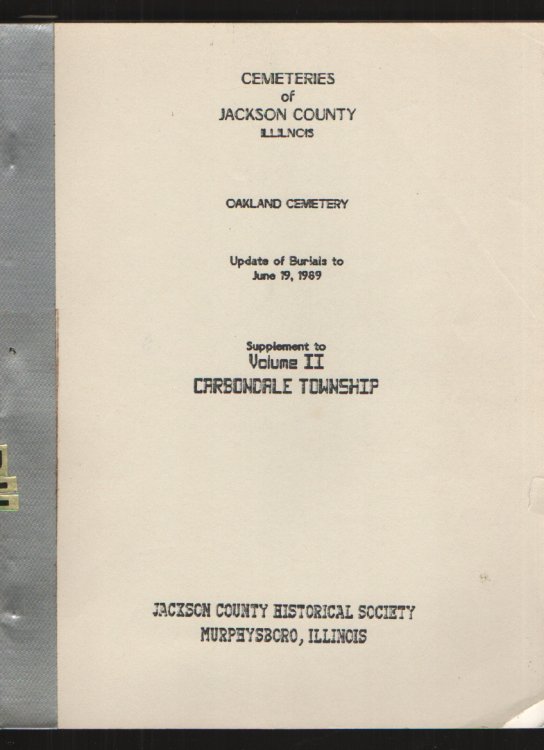 CEMETERIES
of
JACKSON COUNTY
ILLINOIS
OAKLAND CEMETERY
Update of Burials to
June 19, 1989
Supplement to
Volume II
CARBONDALE TOWNSHIP
JACKSON COUNTY HISTORICAL SOCIETY
MURPHYSBORO, ILLINOIS